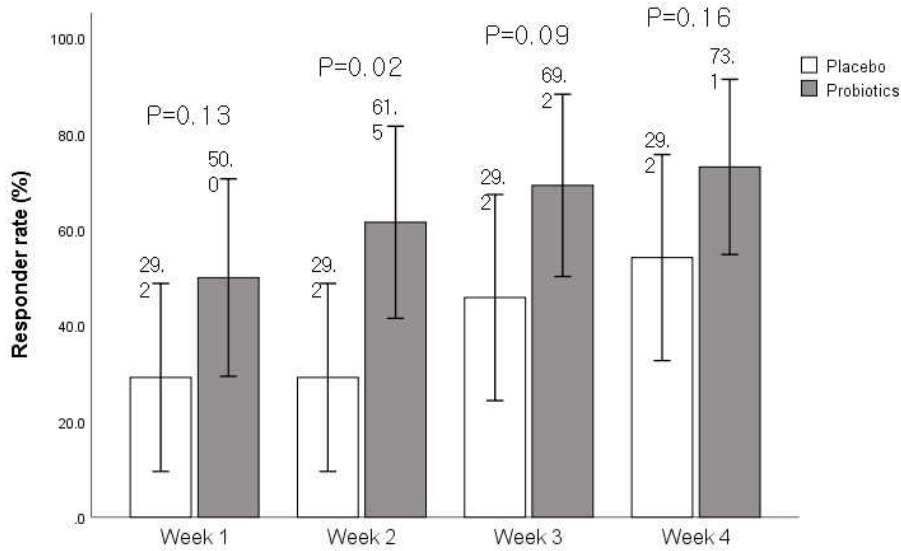 100.0
80.0
60.0
40.0
20.0
.0
Responder rate (%)
P=0.13
P=0.02
P=0.09
P=0.16
29.
2
50.
0
29.
2
61.
5
29.
2
69.
2
29.
2
73.
1
Placebo
Probiotics
Week 1
Week 2
Week 3
Week 4